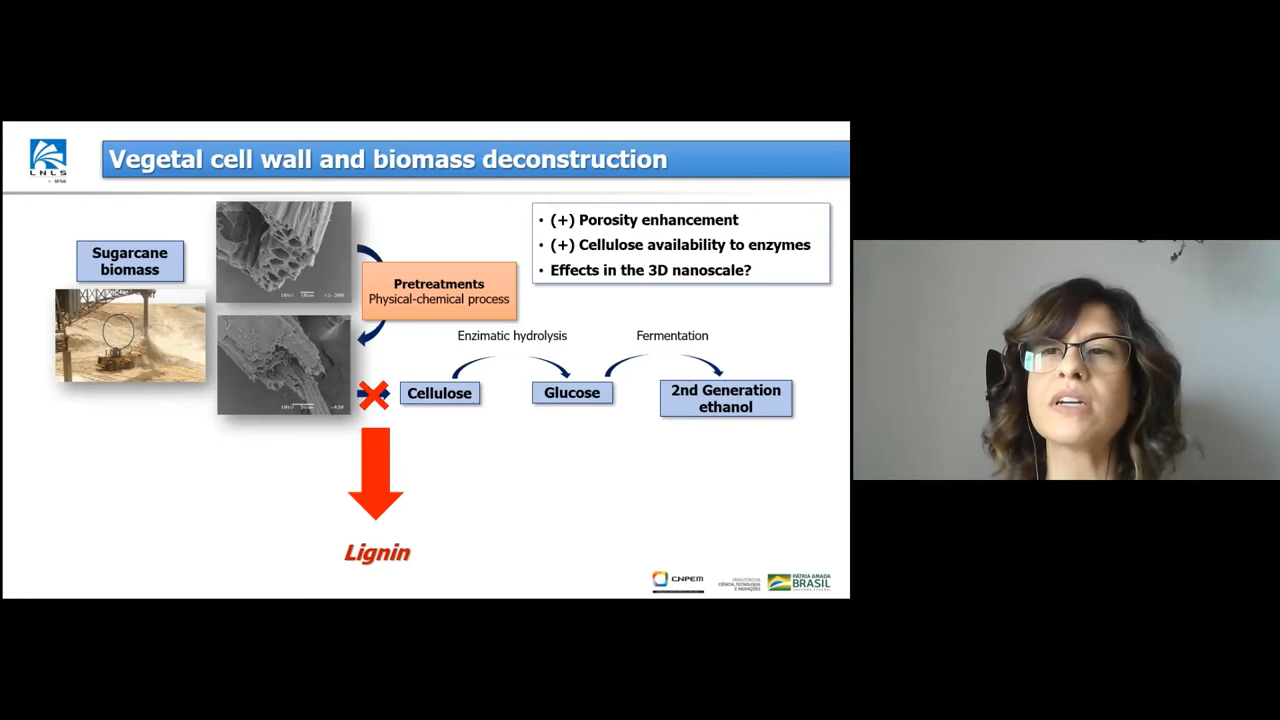 LNLS
Vegetal cell wall and biomass deconstruction
Sugarcane
biomass
Pretreatments
Physical-chemical process
• (+) Porosity enhancement
• (+) Cellulose availability to enzymes
• Effects in the 3D nanoscale?
Enzimatic hydrolysis
Fermentation
Cellulose
Glucose
2nd Generation
ethanol
Lignin
CNPEM
MINISTÉRIO DA
CIÊNCIA, TECNOLOGIA
E INOVAÇÕES
PÁTRIA AMADA
BRASIL
GOVERNO FEDERAL